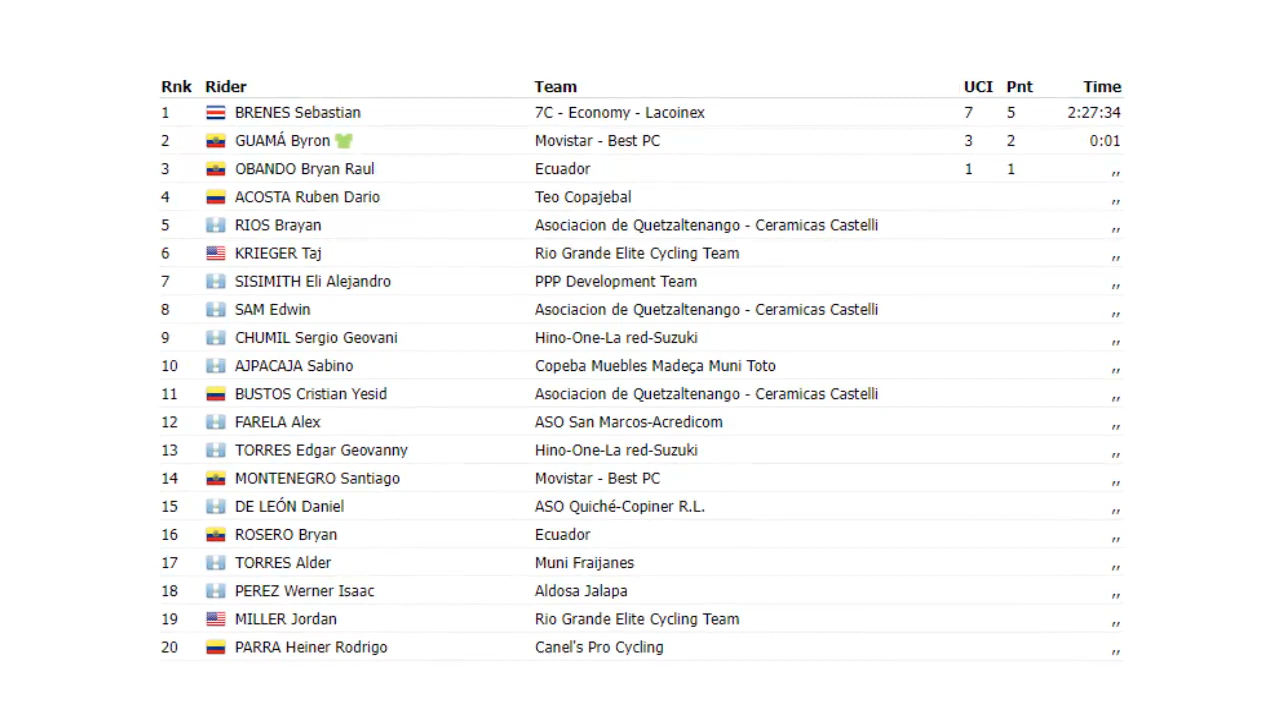 Rnk Rider Team UCI Pnt Time
1 BRENES Sebastian 7C - Economy - Lacoinex 7 5 2:27:34
2 GUAMÁ Byron Movistar - Best PC 3 2 0:01
3 OBANDO Bryan Raul Ecuador 1 1 ,,
4 ACOSTA Ruben Dario Teo Copajebal ,,
5 RIOS Brayan Asociacion de Quetzaltenango - Ceramicas Castelli ,,
6 KRIEGER Taj Rio Grande Elite Cycling Team ,,
7 SISIMITH Eli Alejandro PPP Development Team ,,
8 SAM Edwin Asociacion de Quetzaltenango - Ceramicas Castelli ,,
9 CHUMIL Sergio Geovani Hino-One-La red-Suzuki ,,
10 AJPACAJA Sabino Copeba Muebles Madeça Muni Toto ,,
11 BUSTOS Cristian Yesid Asociacion de Quetzaltenango - Ceramicas Castelli ,,
12 FARELA Alex ASO San Marcos-Acredicom ,,
13 TORRES Edgar Geovanny Hino-One-La red-Suzuki ,,
14 MONTENEGRO Santiago Movistar - Best PC ,,
15 DE LEÓN Daniel ASO Quiché-Copiner R.L. ,,
16 ROSERO Bryan Ecuador ,,
17 TORRES Alder Muni Fraijanes ,,
18 PEREZ Werner Isaac Aldosa Jalapa ,,
19 MILLER Jordan Rio Grande Elite Cycling Team ,,
20 PARRA Heiner Rodrigo Canel's Pro Cycling ,,